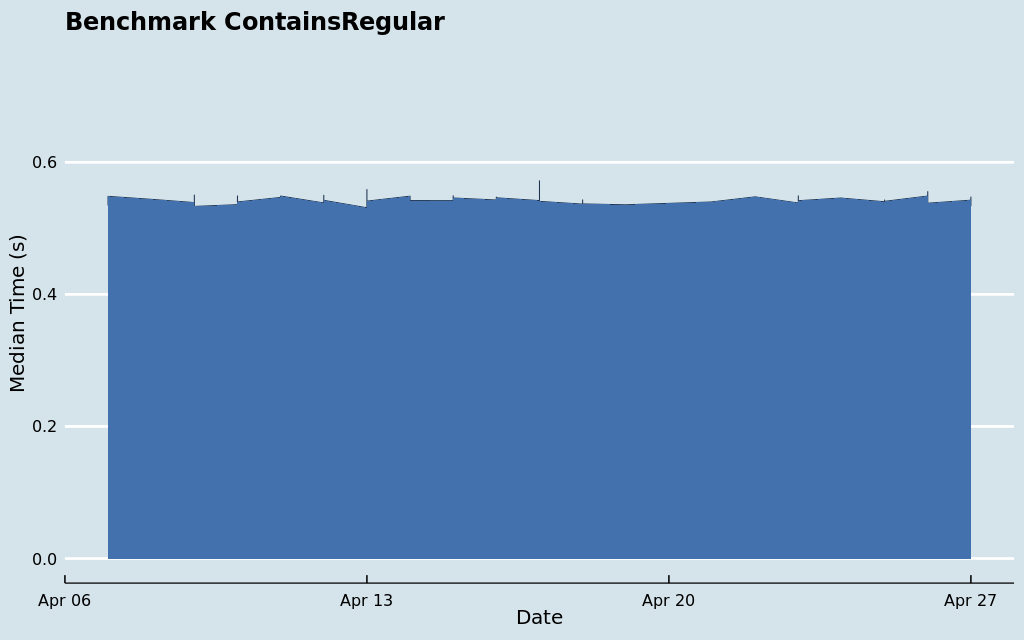 Benchmark ContainsRegular
0.6
0.4
0.2
0.0
Median Time (s)
Apr 06 Apr 13 Apr 20 Apr 27
Date